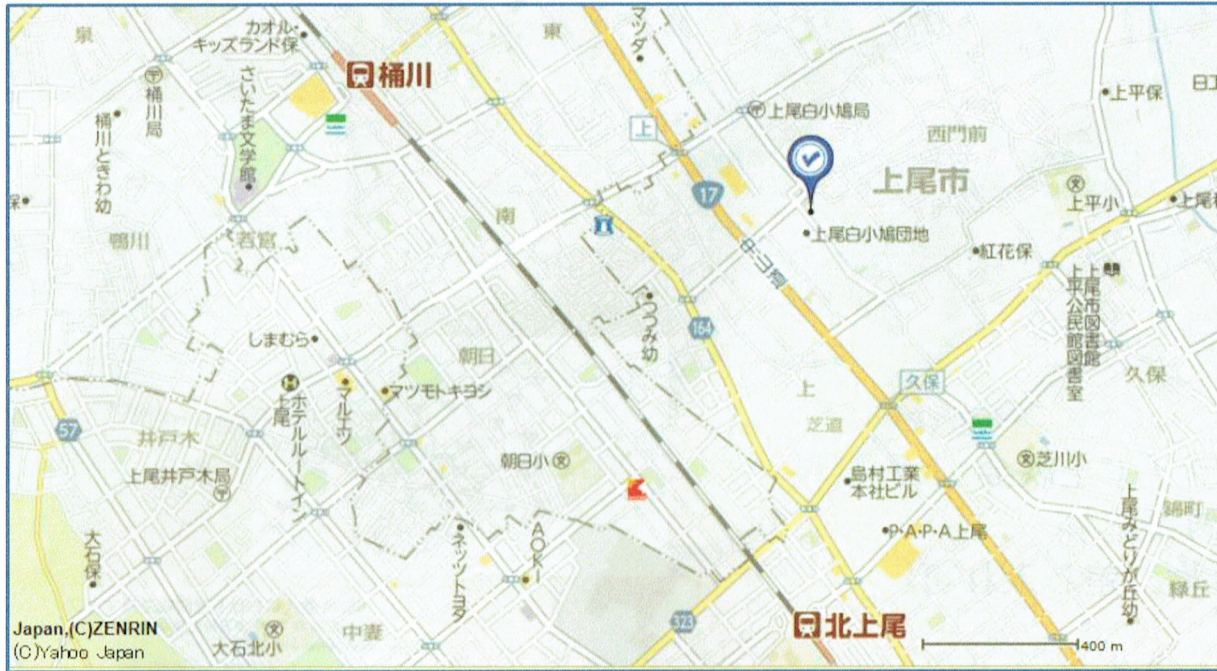 泉
カオル・
キッズランド保
東
マツダ
桶川
桶川局
さいたま文学館
桶川ときわ幼
上尾白小鳩局
西門前
上平保
日工
上
17
上尾市
上平小
上尾
保
鴨川
若宮
南
中山道
上尾白小鳩団地
紅花保
上尾市図書館
上平公民館図書室
つつみ幼
164
しまむら
朝日
マルエツ
マツモトキヨシ
ホテルルートイン
上尾
上
久保
久保
芝道
57
井戸木
上尾井戸木局
朝日小
島村工業
本社ビル
芝川小
P・A・P・A上尾
上尾みどりが丘幼
錦町
緑丘
大石保
ネッツトヨタ
AOKI
323
北上尾
400 m
Japan,(C)ZENRIN
(C)Yahoo Japan
大石北小
中妻